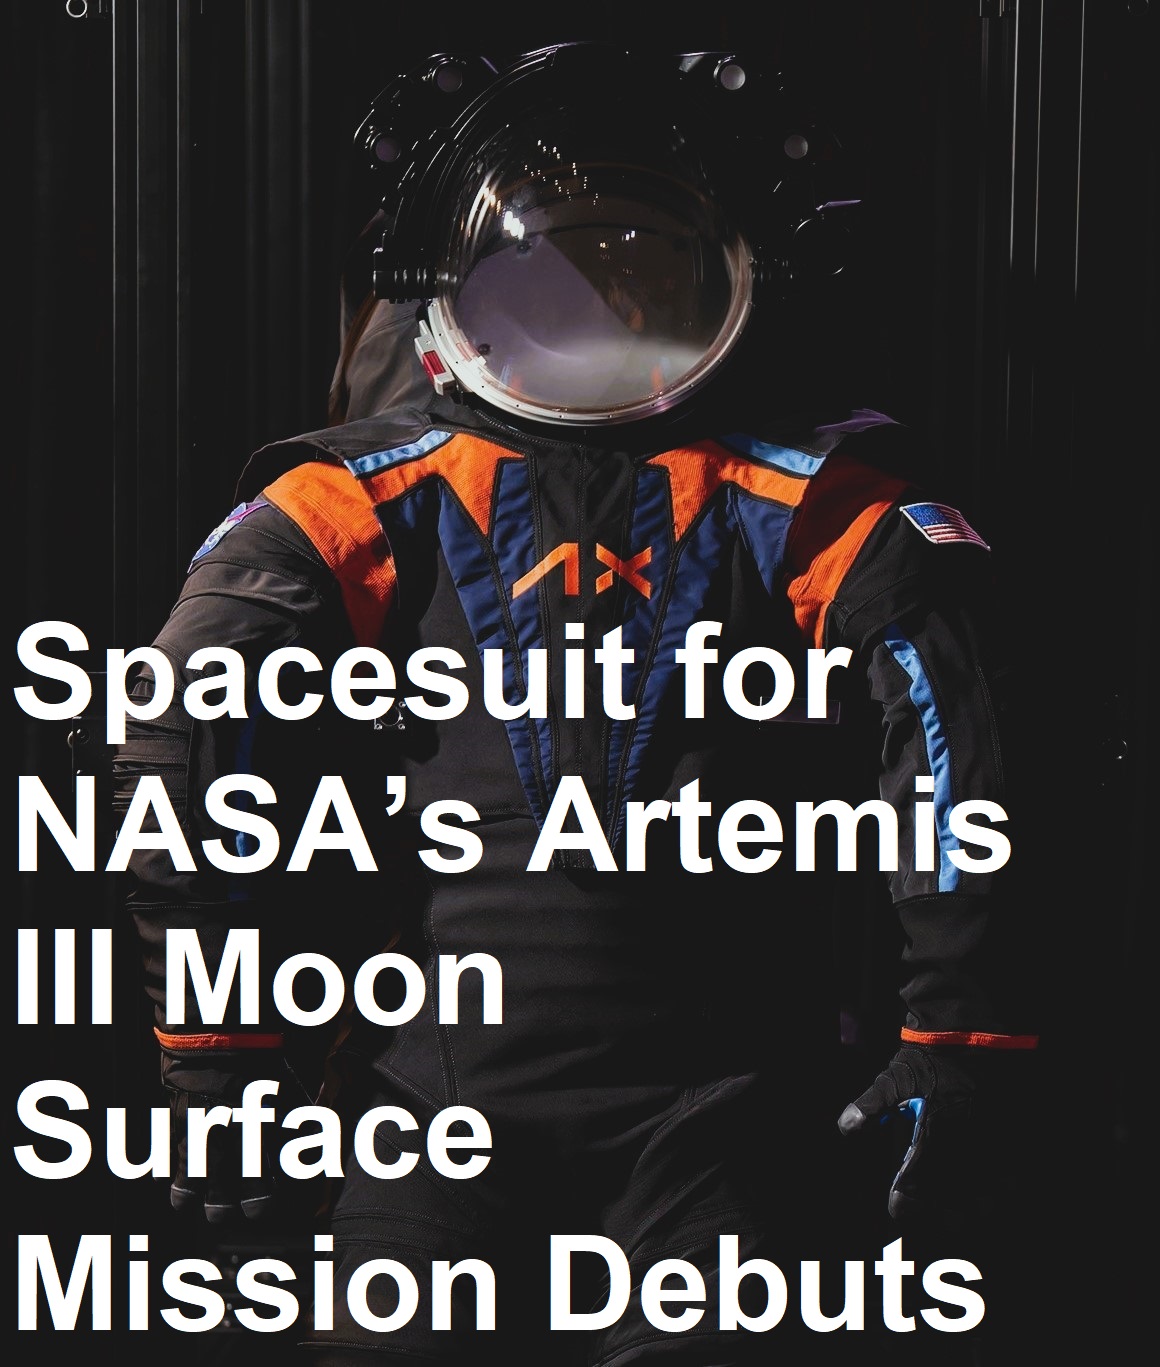 AX
Spacesuit for
NASA’s Artemis
III Moon
Surface
Mission Debuts